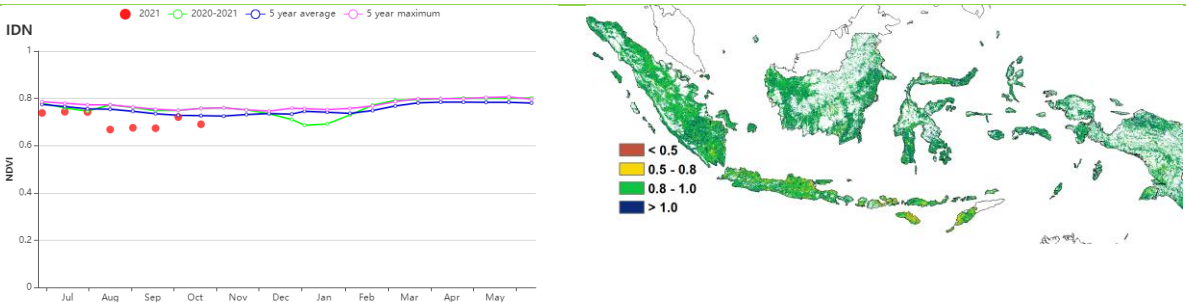 2021 2020-2021 5 year average 5 year maximum
IDN
1
0.8
0.6
0.4
0.2
0
NDVI
Jul Aug Sep Oct Nov Dec Jan Feb Mar Apr May
< 0.5
0.5 - 0.8
0.8 - 1.0
> 1.0